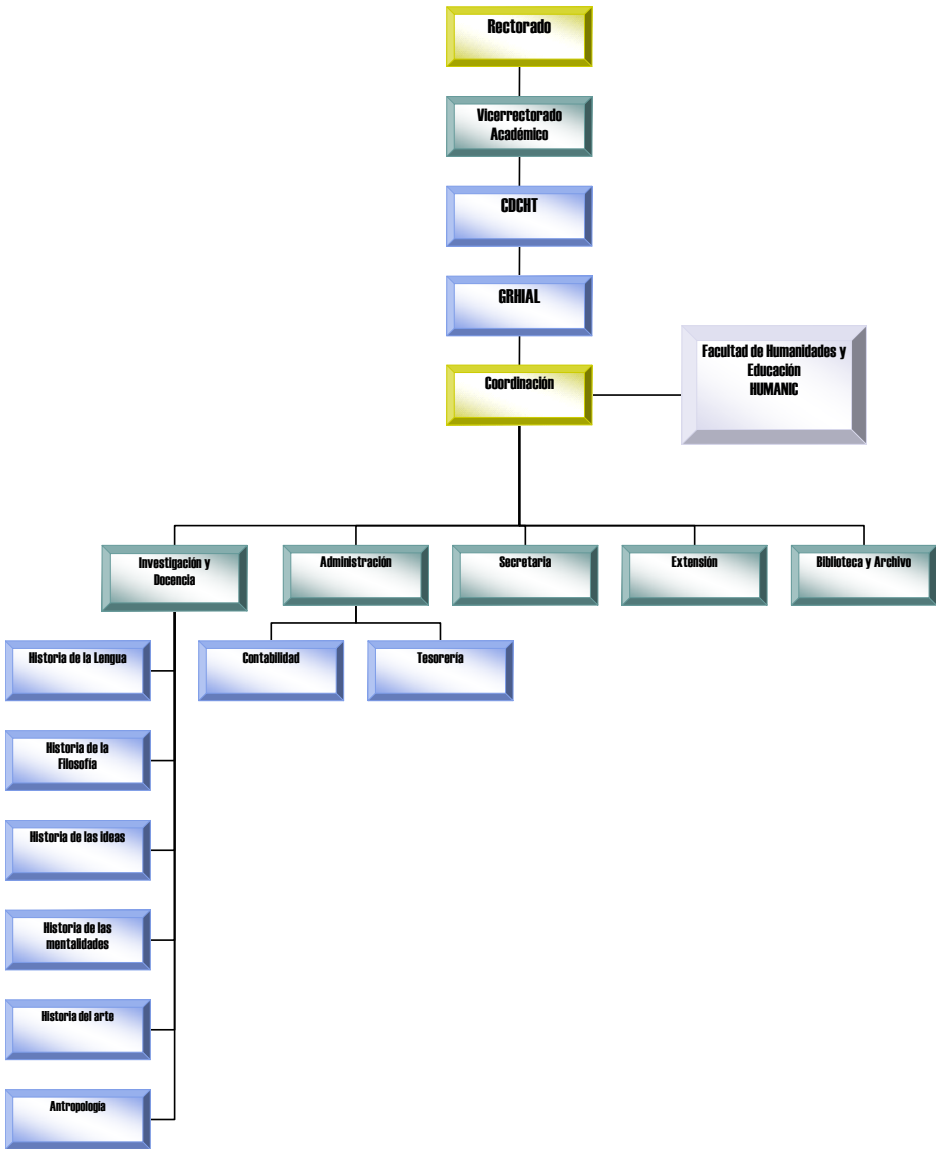 Rectorado
Vicerrectorado
Académico
CDCHT
GRHIAL
Coordinación
Facultad de Humanidades y
Educación
HUMANIC
Investigación y
Docencia
Administración
Secretaria
Extensión
Biblioteca y Archivo
Historia de la Lengua
Contabilidad
Tesorería
Historia de la
Filosofía
Historia de las ideas
Historia de las
mentalidades
Historia del arte
Antropología